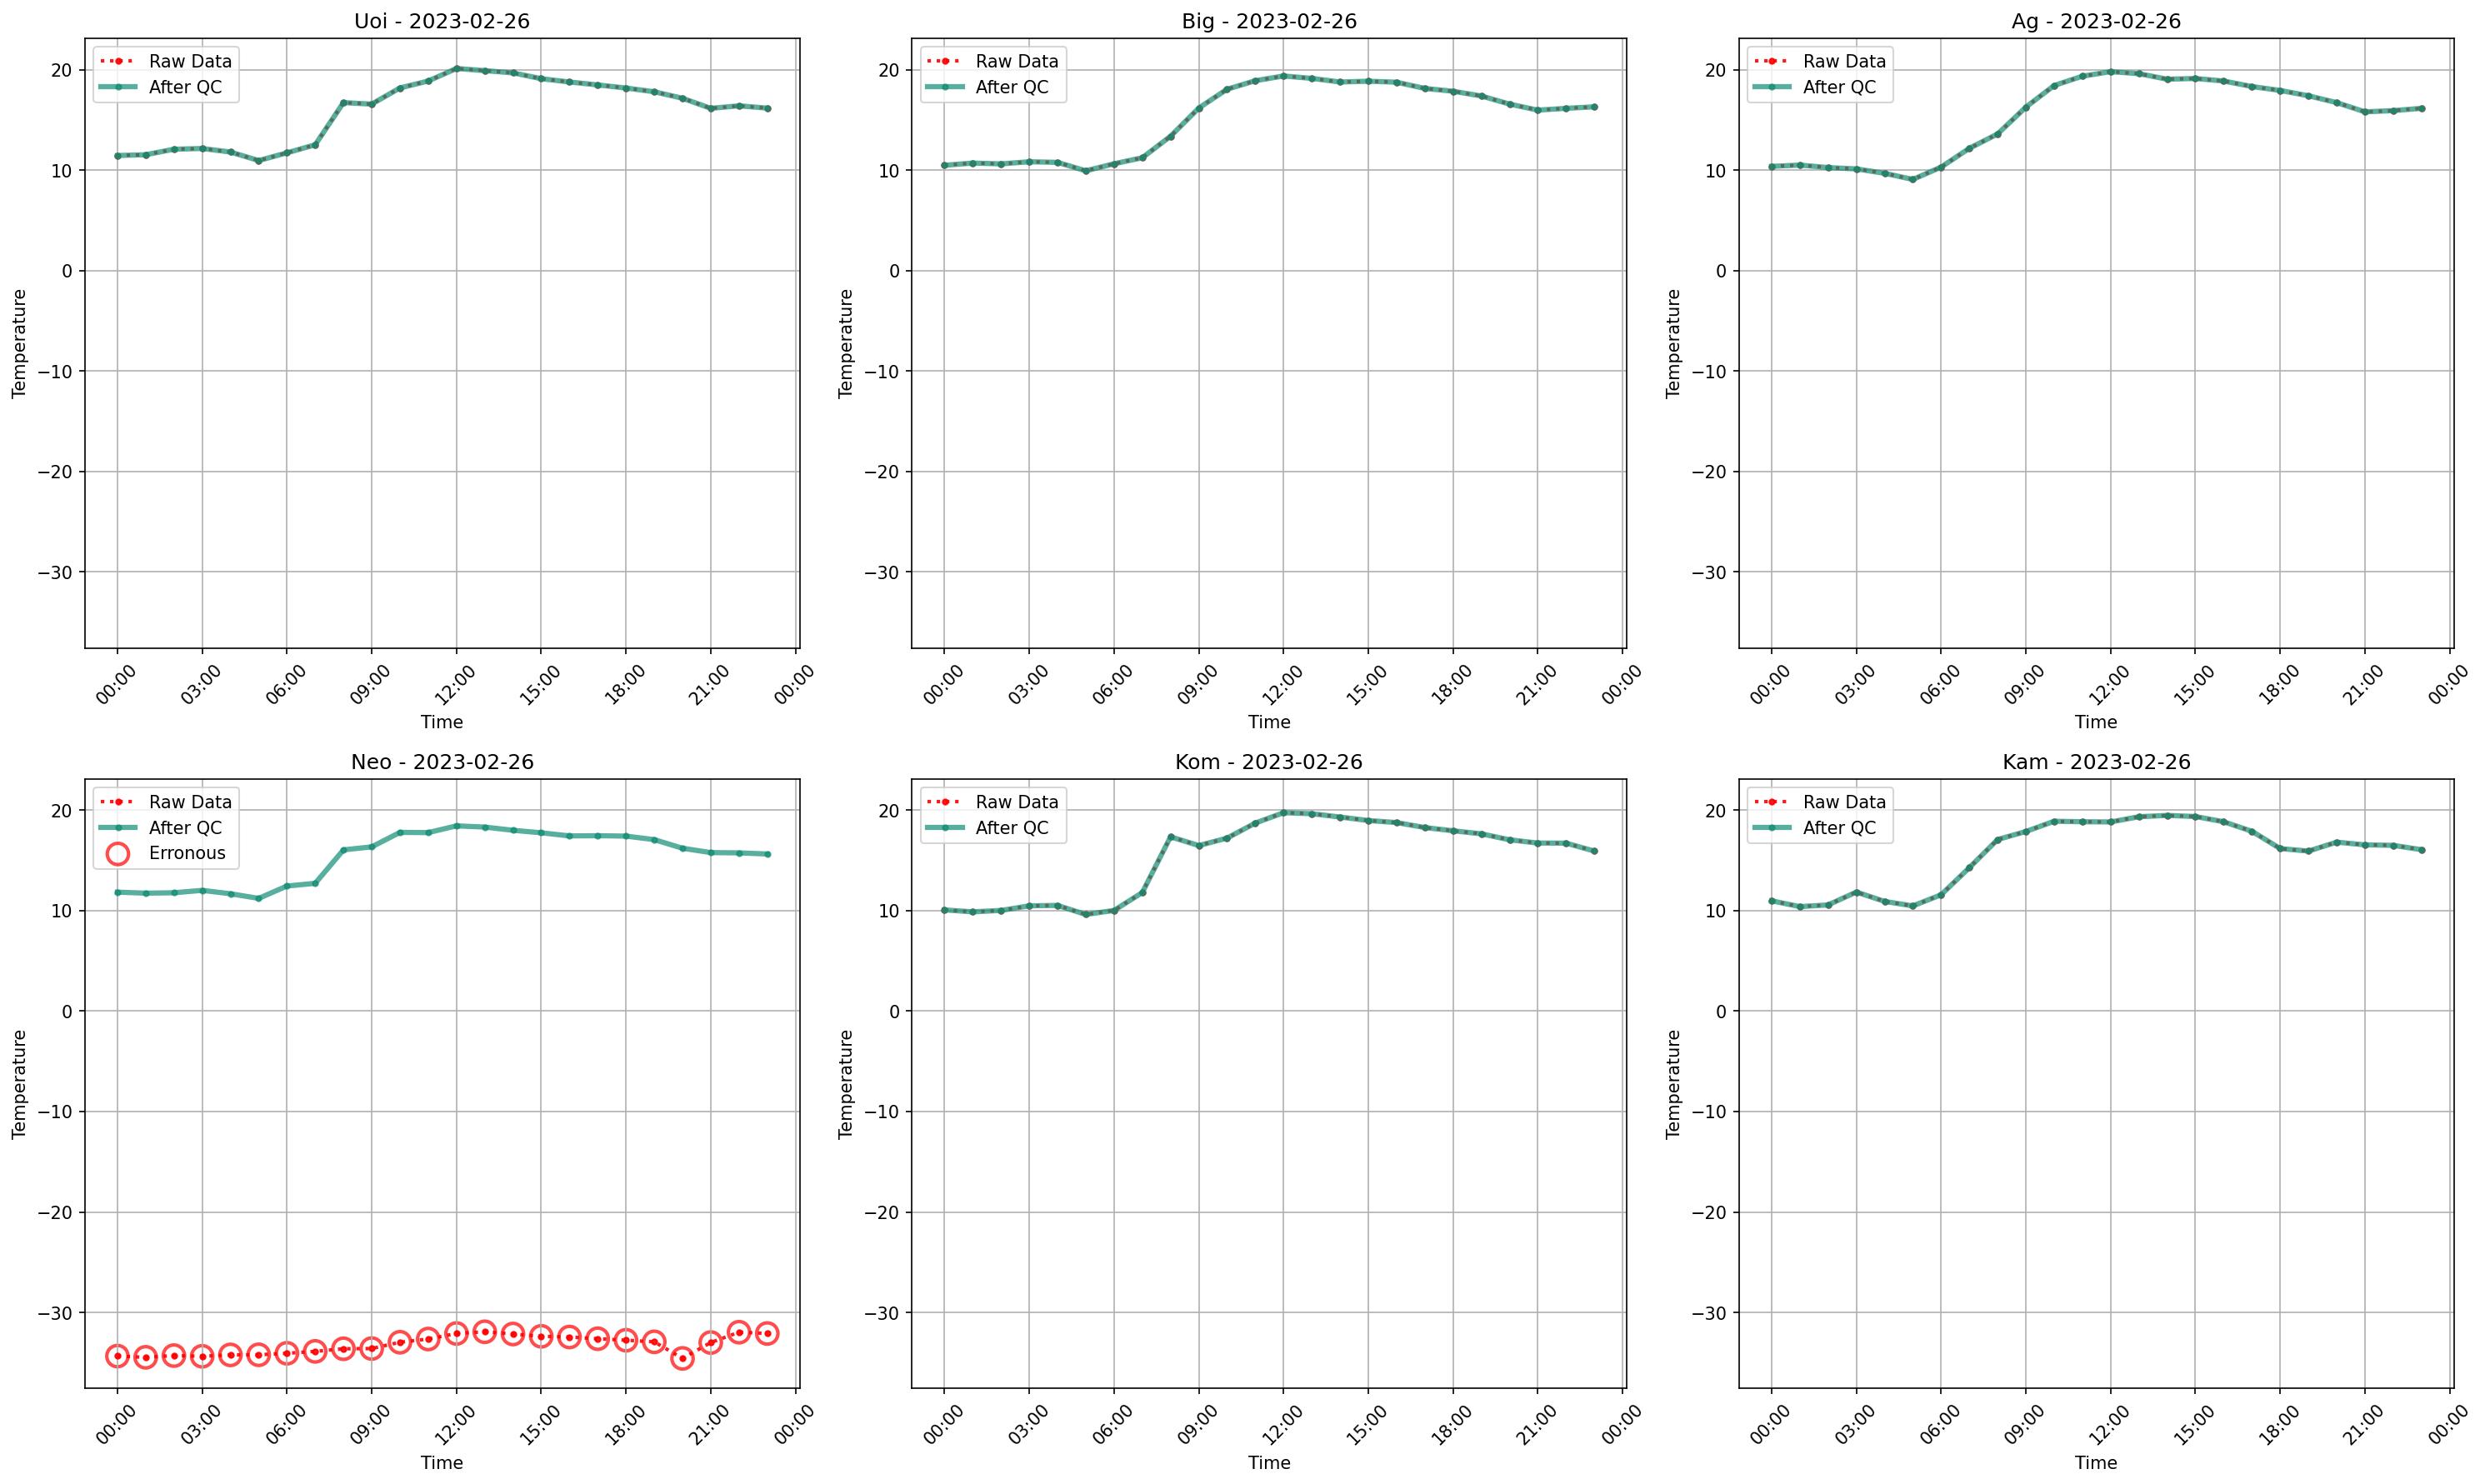 Uoi - 2023-02-26
Raw Data
After QC
Temperature
20
10
0
−10
−20
−30
00:00
03:00
06:00
09:00
12:00
15:00
18:00
21:00
00:00
Time
Big - 2023-02-26
Raw Data
After QC
Temperature
20
10
0
−10
−20
−30
00:00
03:00
06:00
09:00
12:00
15:00
18:00
21:00
00:00
Time
Ag - 2023-02-26
Raw Data
After QC
Temperature
20
10
0
−10
−20
−30
00:00
03:00
06:00
09:00
12:00
15:00
18:00
21:00
00:00
Time
Neo - 2023-02-26
Raw Data
After QC
Erronous
Temperature
20
10
0
−10
−20
−30
00:00
03:00
06:00
09:00
12:00
15:00
18:00
21:00
00:00
Time
Kom - 2023-02-26
Raw Data
After QC
Temperature
20
10
0
−10
−20
−30
00:00
03:00
06:00
09:00
12:00
15:00
18:00
21:00
00:00
Time
Kam - 2023-02-26
Raw Data
After QC
Temperature
20
10
0
−10
−20
−30
00:00
03:00
06:00
09:00
12:00
15:00
18:00
21:00
00:00
Time